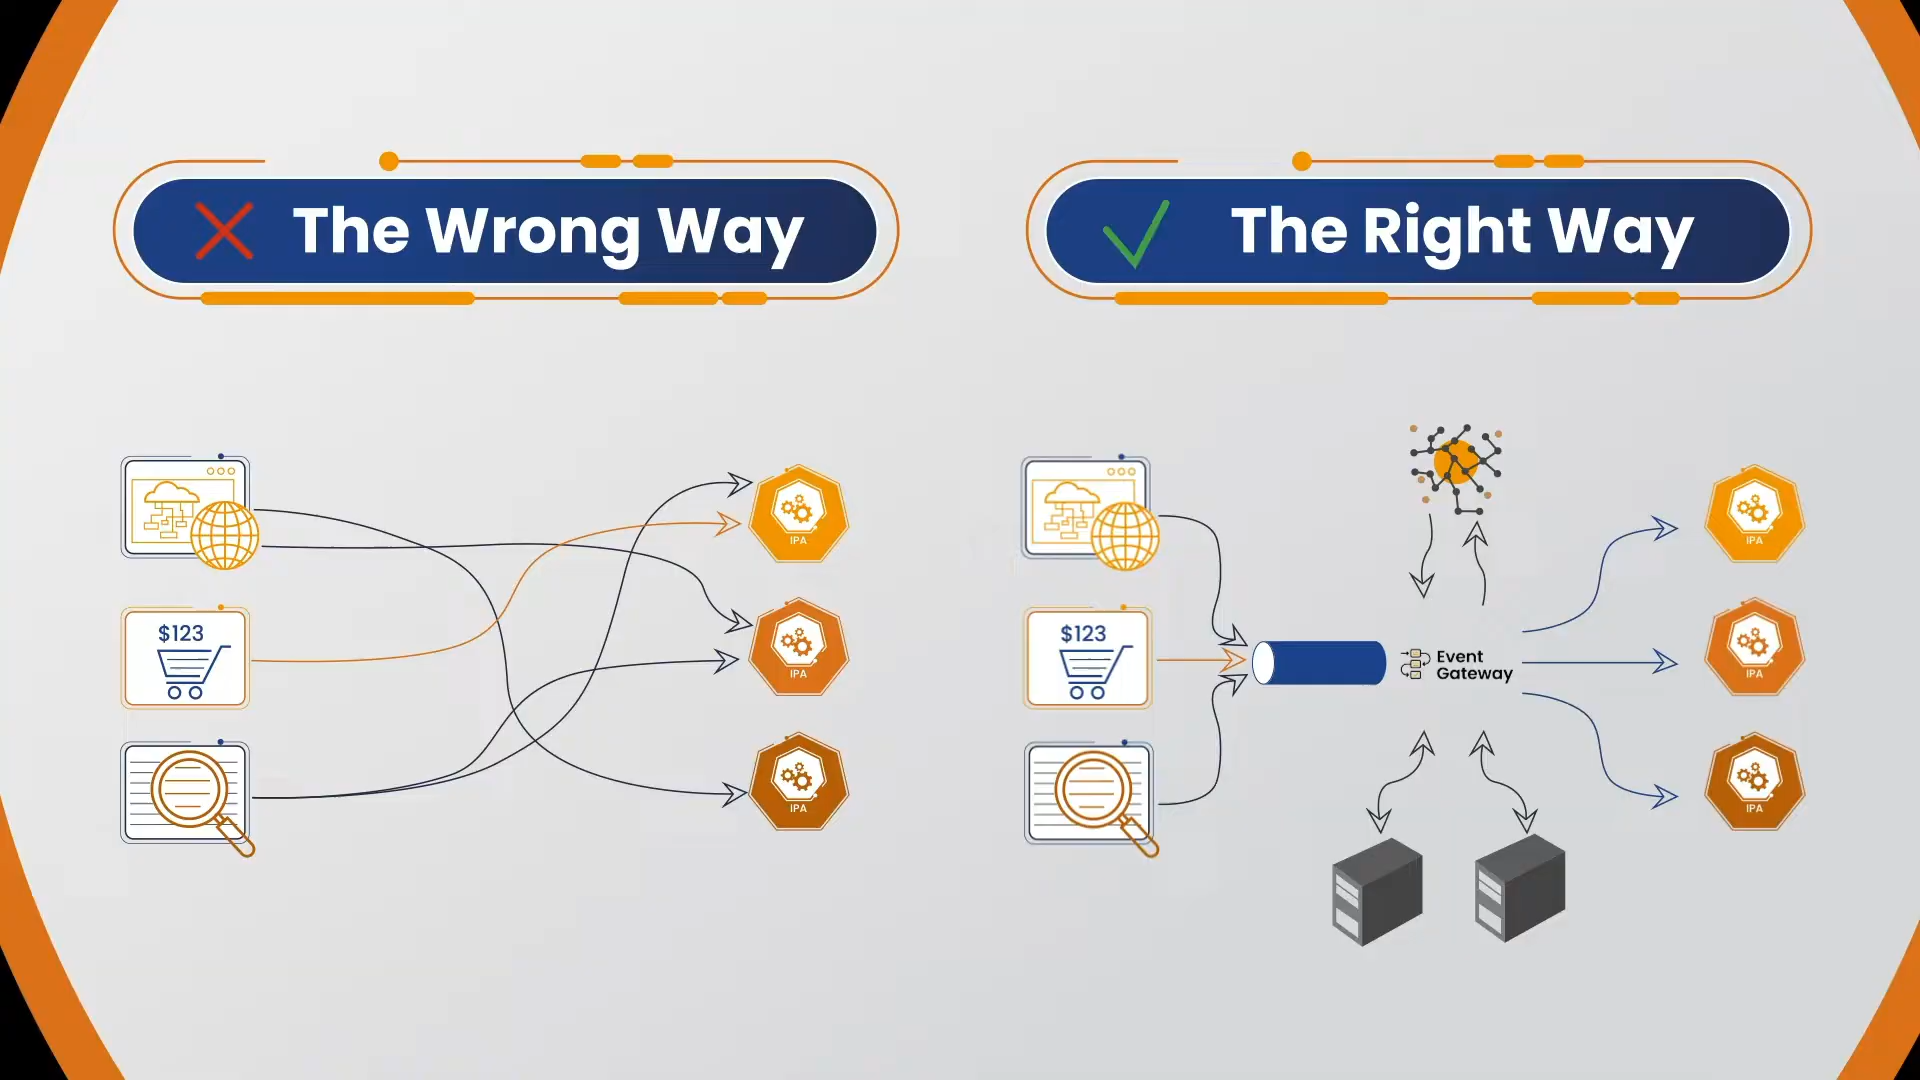 The Wrong Way
The Right Way
$123
IPA
IPA
IPA
$123
Event
Gateway
IPA
IPA
IPA